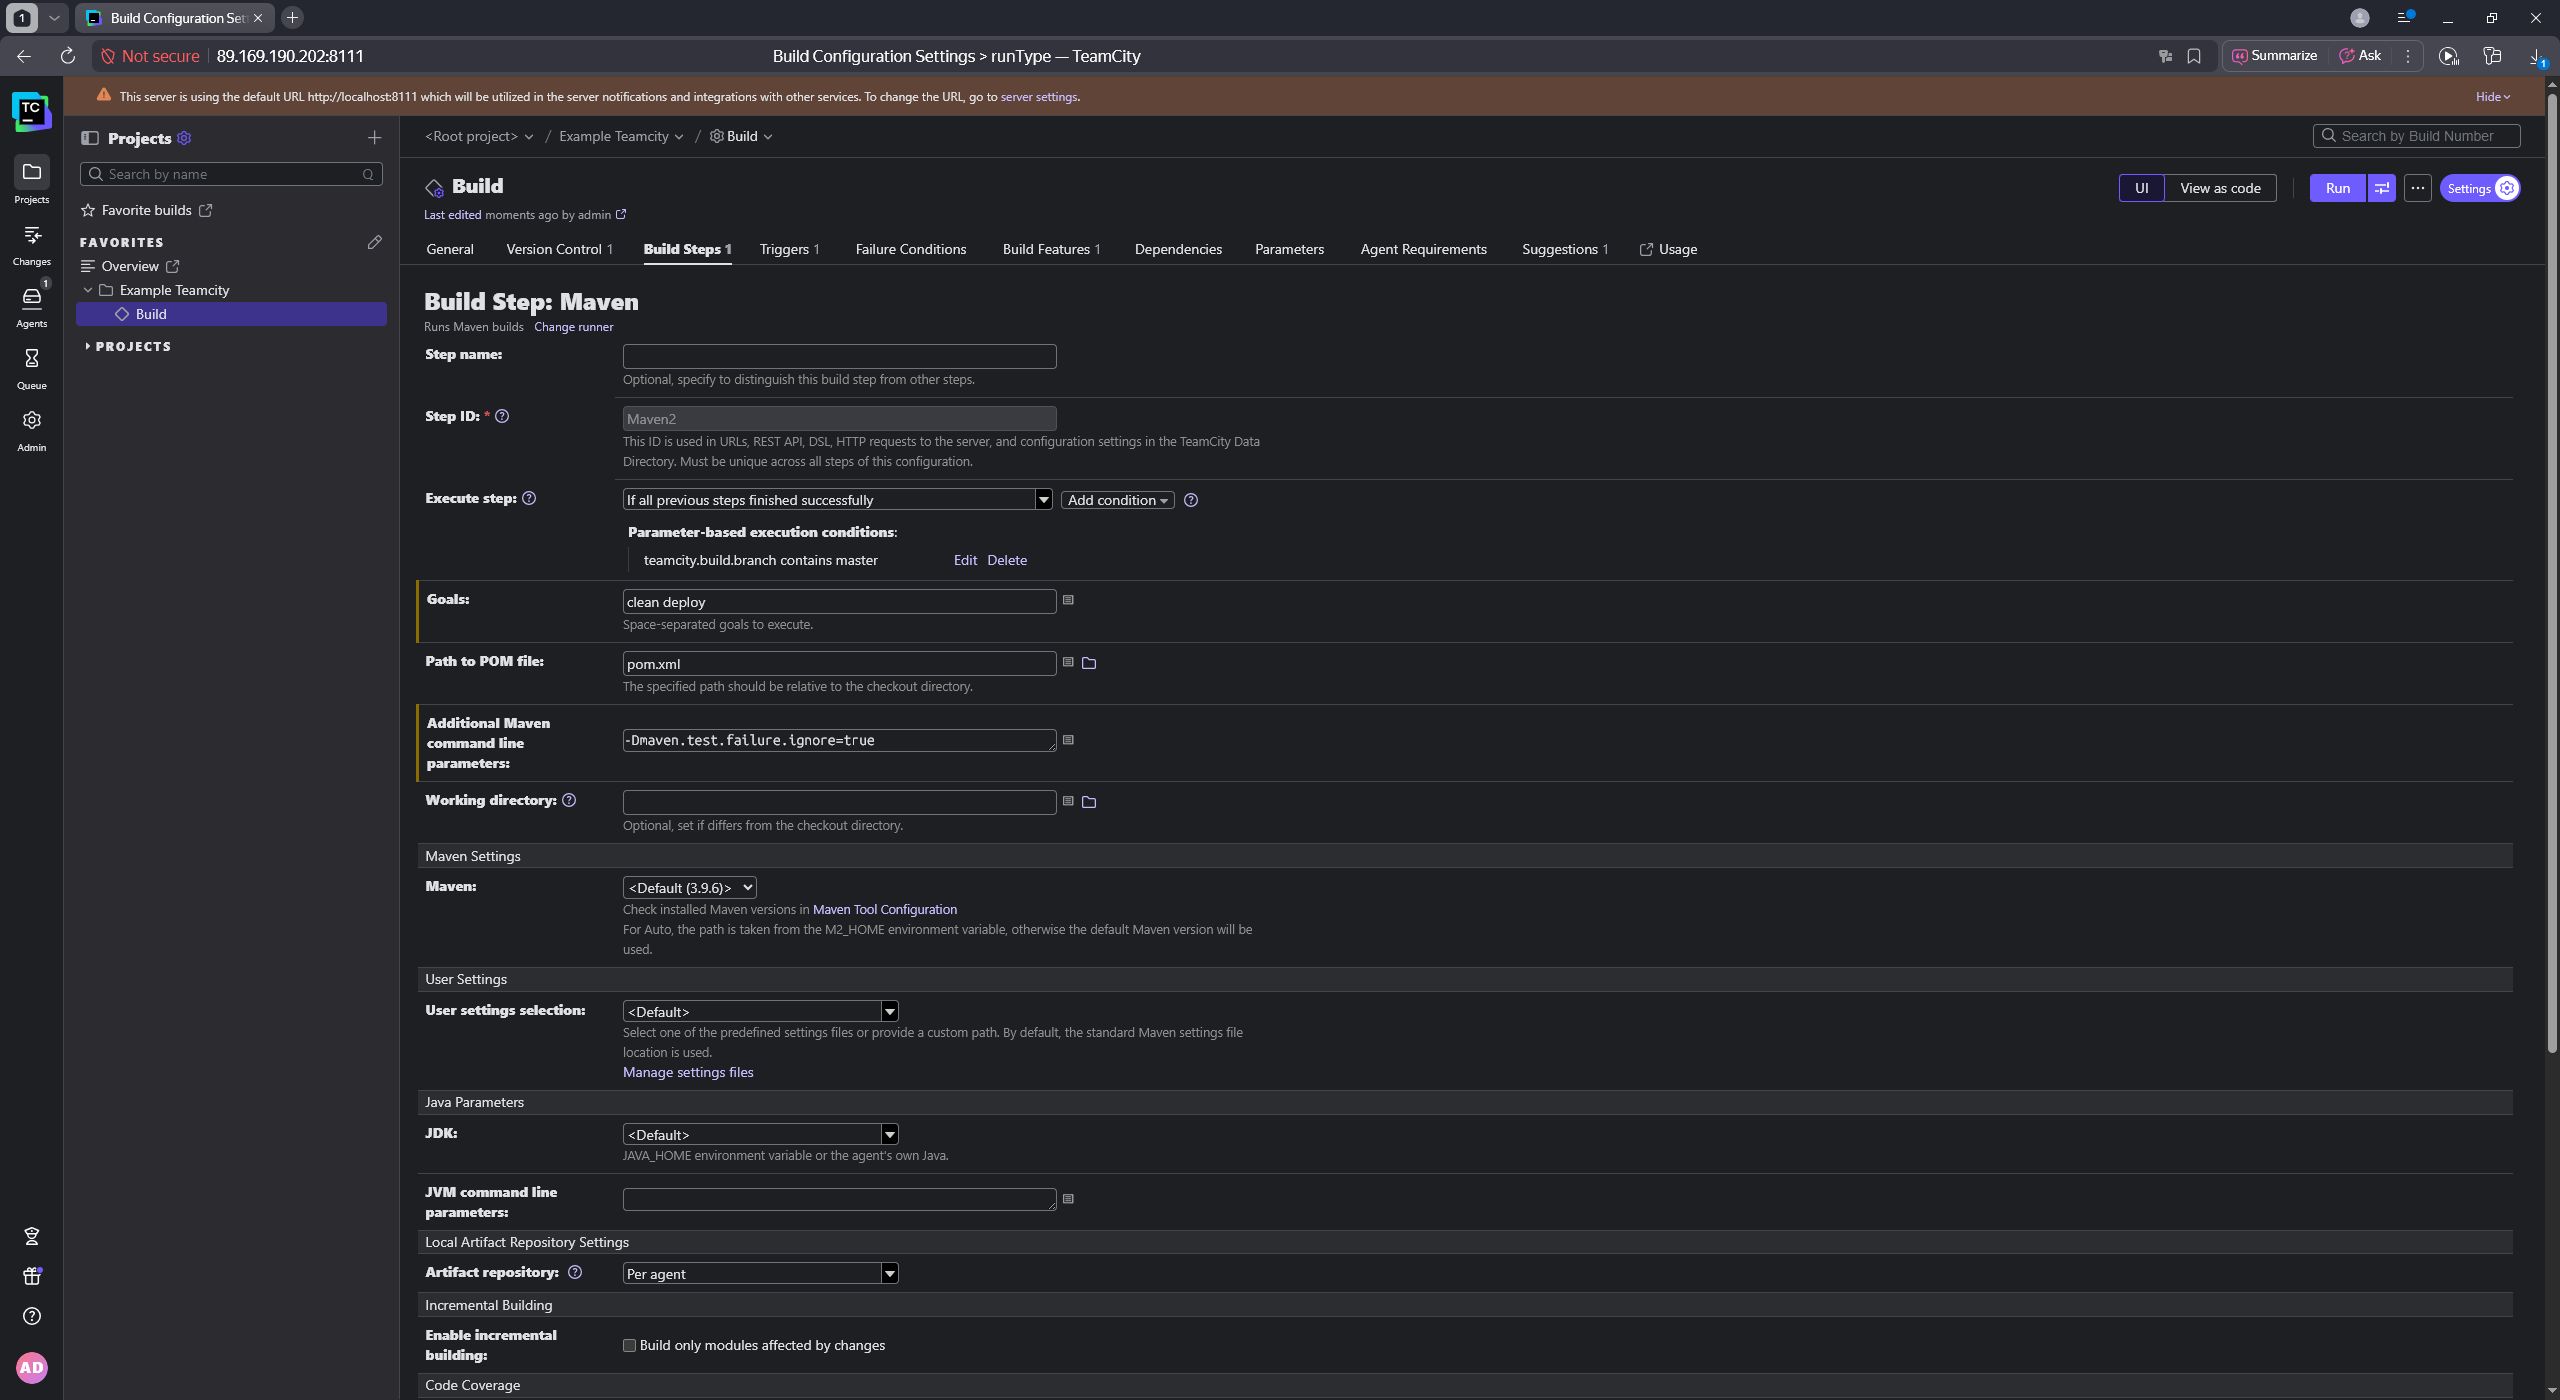 1
Build Configuration Set
Not secure
89.169.190.202:8111
Build Configuration Settings > runType — TeamCity
Summarize
Ask
1
TC
This server is using the default URL http://localhost:8111 which will be utilized in the server notifications and integrations with other services. To change the URL, go to server settings.
Hide
Projects
Changes
1
Agents
Queue
Admin
AD
Projects
Search by name
Q
Favorite builds
FAVORITES
Overview
Example Teamcity
Build
PROJECTS
<Root project> / Example Teamcity / Build
Search by Build Number
Build
Last edited moments ago by admin
UI
View as code
Run
Settings
General
Version Control 1
Build Steps 1
Triggers 1
Failure Conditions
Build Features 1
Dependencies
Parameters
Agent Requirements
Suggestions 1
Usage
Build Step: Maven
Runs Maven builds Change runner
Step name:
Optional, specify to distinguish this build step from other steps.
Step ID: *
Maven2
This ID is used in URLs, REST API, DSL, HTTP requests to the server, and configuration settings in the TeamCity Data
Directory. Must be unique across all steps of this configuration.
Execute step:
If all previous steps finished successfully
Add condition
Parameter-based execution conditions:
teamcity.build.branch contains master
Edit Delete
Goals:
clean deploy
Space-separated goals to execute.
Path to POM file:
pom.xml
The specified path should be relative to the checkout directory.
Additional Maven
command line
parameters:
-Dmaven.test.failure.ignore=true
Working directory:
Optional, set if differs from the checkout directory.
Maven Settings
Maven:
<Default (3.9.6)>
Check installed Maven versions in Maven Tool Configuration
For Auto, the path is taken from the M2_HOME environment variable, otherwise the default Maven version will be
used.
User Settings
User settings selection:
<Default>
Select one of the predefined settings files or provide a custom path. By default, the standard Maven settings file
location is used.
Manage settings files
Java Parameters
JDK:
<Default>
JAVA_HOME environment variable or the agent's own Java.
JVM command line
parameters:
Local Artifact Repository Settings
Artifact repository:
Per agent
Incremental Building
Enable incremental
building:
Build only modules affected by changes
Code Coverage